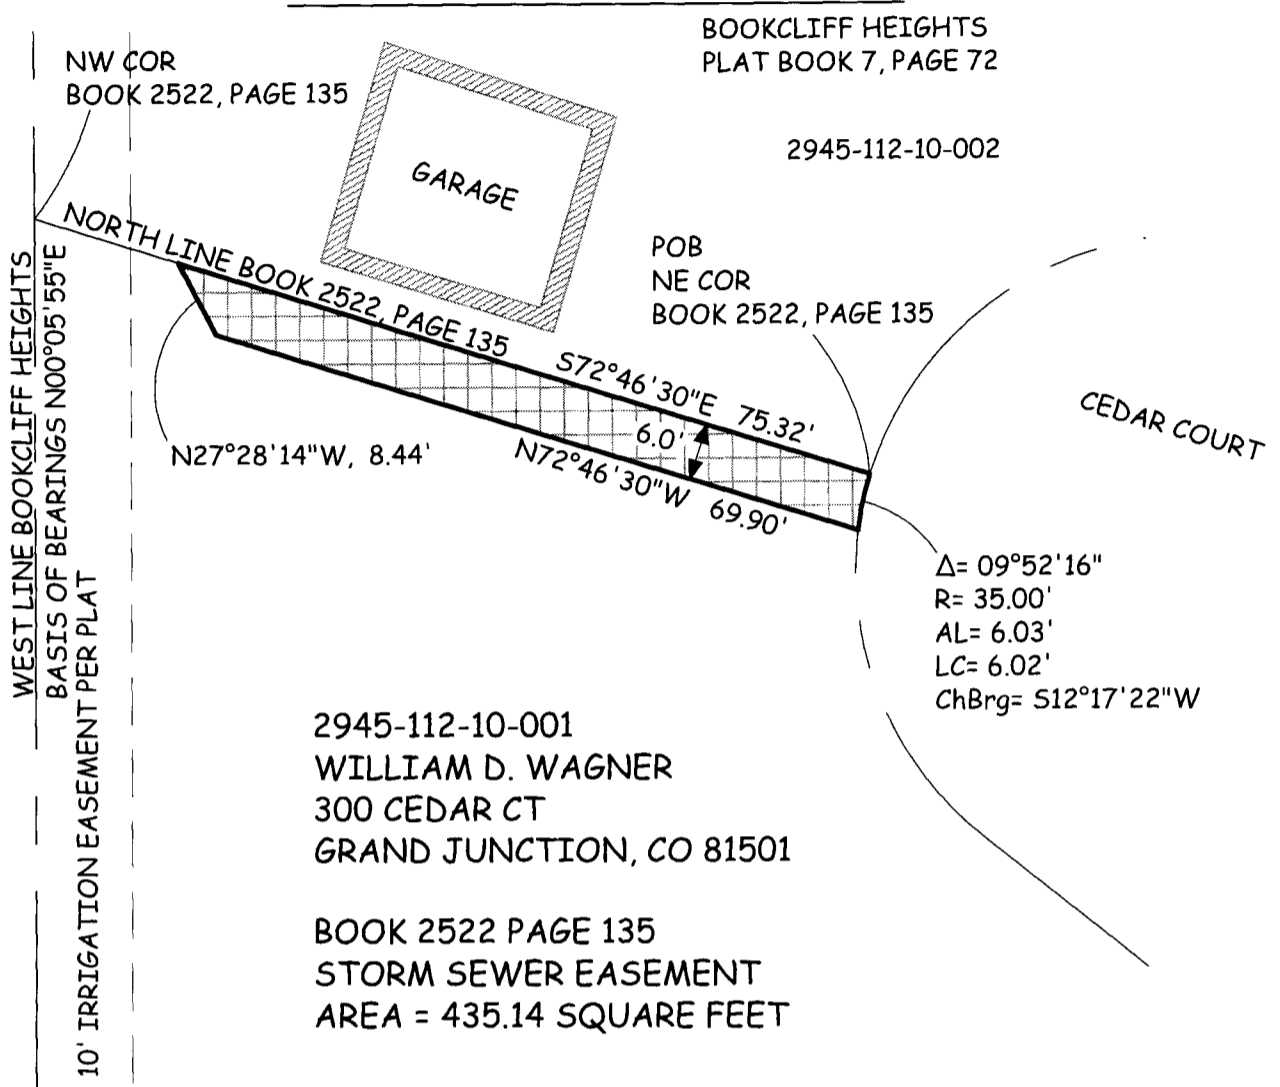 BOOKCLIFF HEIGHTS
PLAT BOOK 7, PAGE 72
NW COR
BOOK 2522, PAGE 135
2945-112-10-002
GARAGE
NORTH LINE BOOK 2522, PAGE 135
POB
NE COR
BOOK 2522, PAGE 135
S72°46'30"E 75.32'
6.0'
N72°46'30"W 69.90'
N27°28'14"W, 8.44'
CEDAR COURT
Δ= 09°52'16"
R= 35.00'
AL= 6.03'
LC= 6.02'
ChBrg= S12°17'22"W
WEST LINE BOOKCLIFF HEIGHTS
BASIS OF BEARINGS N00°05'55"E
10' IRRIGATION EASEMENT PER PLAT
2945-112-10-001
WILLIAM D. WAGNER
300 CEDAR CT
GRAND JUNCTION, CO 81501
BOOK 2522 PAGE 135
STORM SEWER EASEMENT
AREA = 435.14 SQUARE FEET